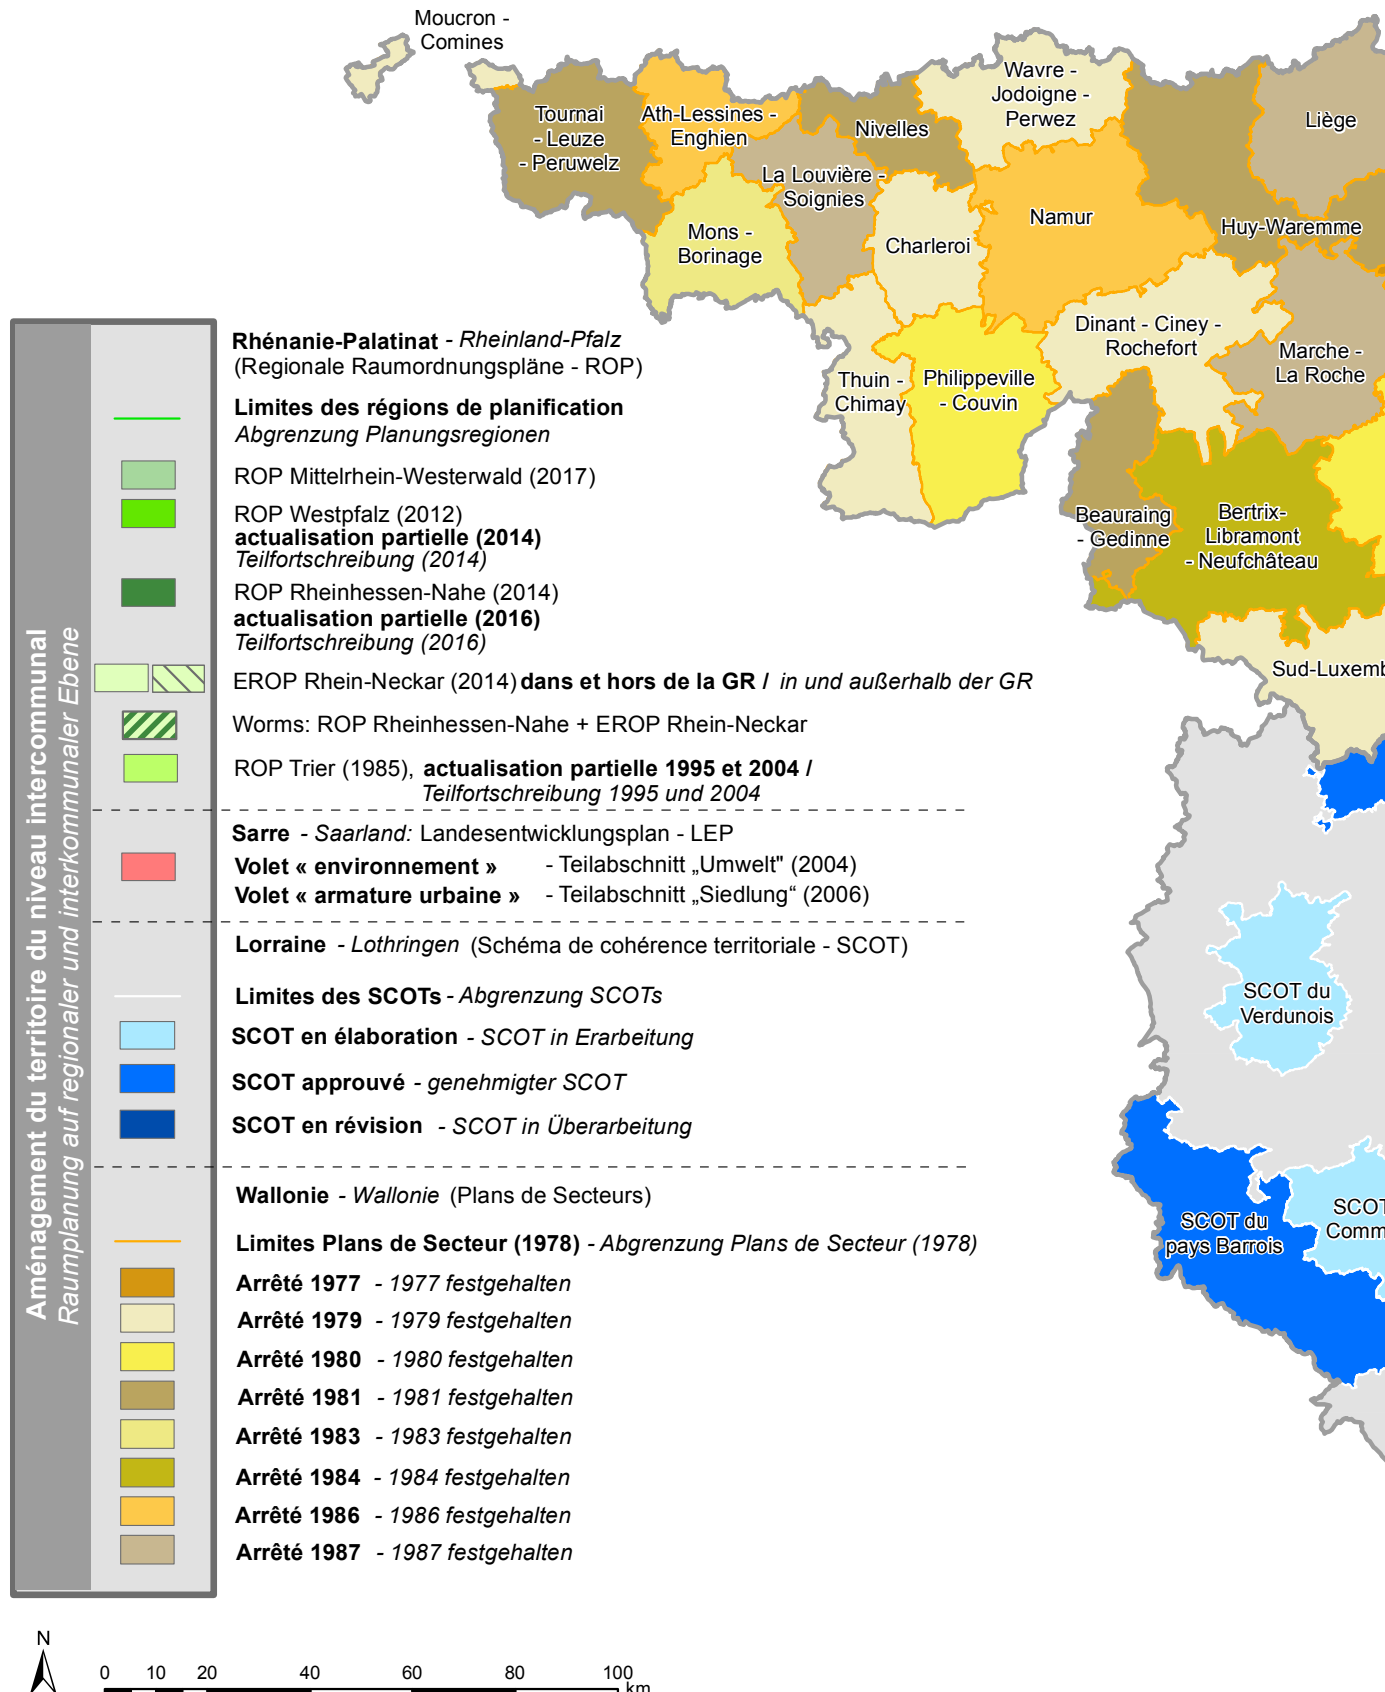 Moucron -
Comines
Tournai
- Leuze
- Peruwelz
Ath-Lessines -
Enghien
Nivelles
Wavre -
Jodoigne -
Perwez
Liège
La Louvière -
Soignies
Mons -
Borinage
Charleroi
Namur
Huy-Waremme
Dinant - Ciney -
Rochefort
Marche -
La Roche
Thuin -
Chimay
Philippeville
- Couvin
Beauraing
- Gedinne
Bertrix-
Libramont
- Neufchâteau
Sud-Luxemb
SCOT du
Verdunois
SCOT du
pays Barrois
SCOT
Comm
Aménagement du territoire du niveau intercommunal
Raumplanung auf regionaler und interkommunaler Ebene
Rhénanie-Palatinat - Rheinland-Pfalz
(Regionale Raumordnungspläne - ROP)
Limites des régions de planification
Abgrenzung Planungsregionen
ROP Mittelrhein-Westerwald (2017)
ROP Westpfalz (2012)
actualisation partielle (2014)
Teilfortschreibung (2014)
ROP Rheinhessen-Nahe (2014)
actualisation partielle (2016)
Teilfortschreibung (2016)
EROP Rhein-Neckar (2014) dans et hors de la GR / in und außerhalb der GR
Worms: ROP Rheinhessen-Nahe + EROP Rhein-Neckar
ROP Trier (1985), actualisation partielle 1995 et 2004 /
Teilfortschreibung 1995 und 2004
Sarre - Saarland: Landesentwicklungsplan - LEP
Volet « environnement » - Teilabschnitt „Umwelt" (2004)
Volet « armature urbaine » - Teilabschnitt „Siedlung“ (2006)
Lorraine - Lothringen (Schéma de cohérence territoriale - SCOT)
Limites des SCOTs - Abgrenzung SCOTs
SCOT en élaboration - SCOT in Erarbeitung
SCOT approuvé - genehmigter SCOT
SCOT en révision - SCOT in Überarbeitung
Wallonie - Wallonie (Plans de Secteurs)
Limites Plans de Secteur (1978) - Abgrenzung Plans de Secteur (1978)
Arrêté 1977 - 1977 festgehalten
Arrêté 1979 - 1979 festgehalten
Arrêté 1980 - 1980 festgehalten
Arrêté 1981 - 1981 festgehalten
Arrêté 1983 - 1983 festgehalten
Arrêté 1984 - 1984 festgehalten
Arrêté 1986 - 1986 festgehalten
Arrêté 1987 - 1987 festgehalten
N
0 10 20 40 60 80 100
km